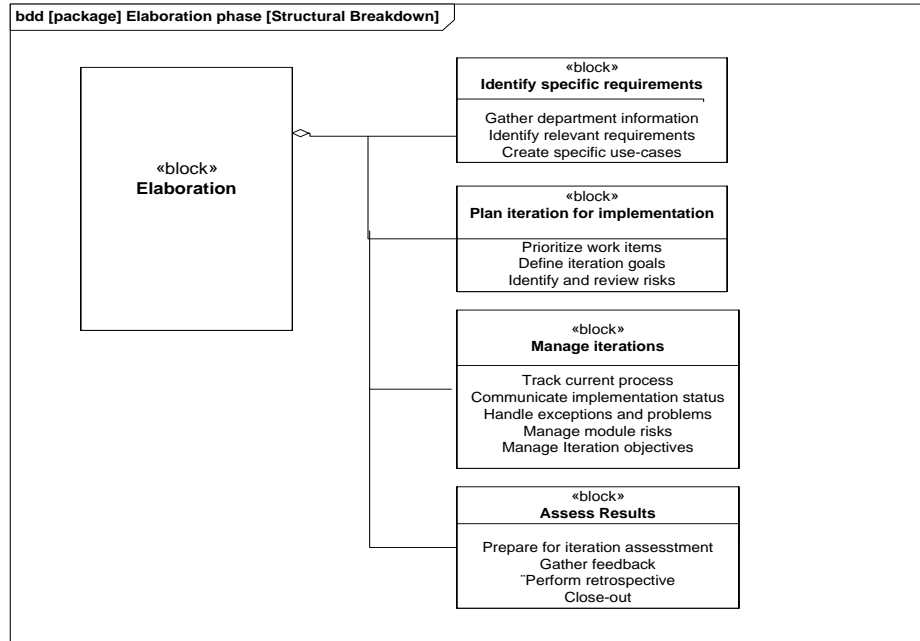 bdd [package] Elaboration phase [Structural Breakdown]
«block»
Elaboration
«block»
Identify specific requirements
Gather department information
Identify relevant requirements
Create specific use-cases
«block»
Plan iteration for implementation
Prioritize work items
Define iteration goals
Identify and review risks
«block»
Manage iterations
Track current process
Communicate implementation status
Handle exceptions and problems
Manage module risks
Manage Iteration objectives
«block»
Assess Results
Prepare for iteration assesstment
Gather feedback
¨Perform retrospective
Close-out